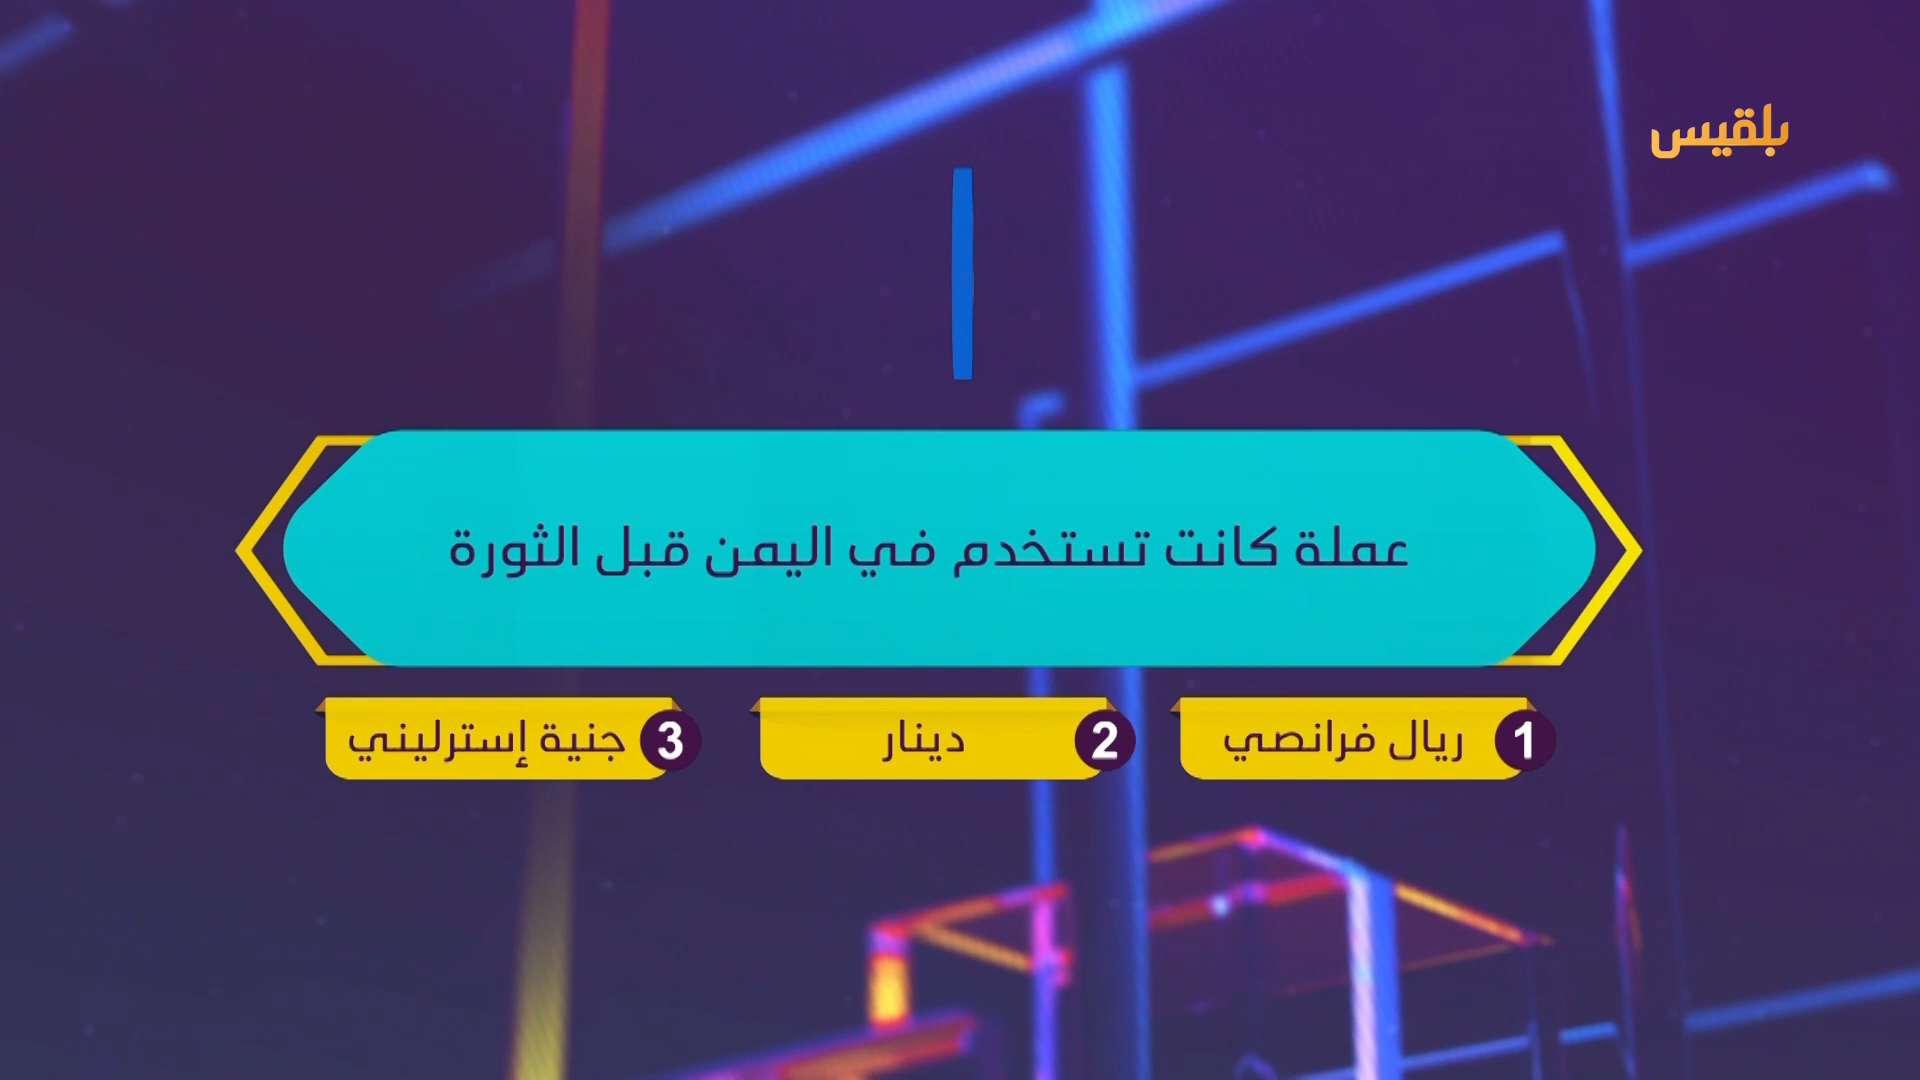 بلقيس
عملة كانت تستخدم في اليمن قبل الثورة
1 ريال فرانصي
2 دينار
3 جنية إسترليني